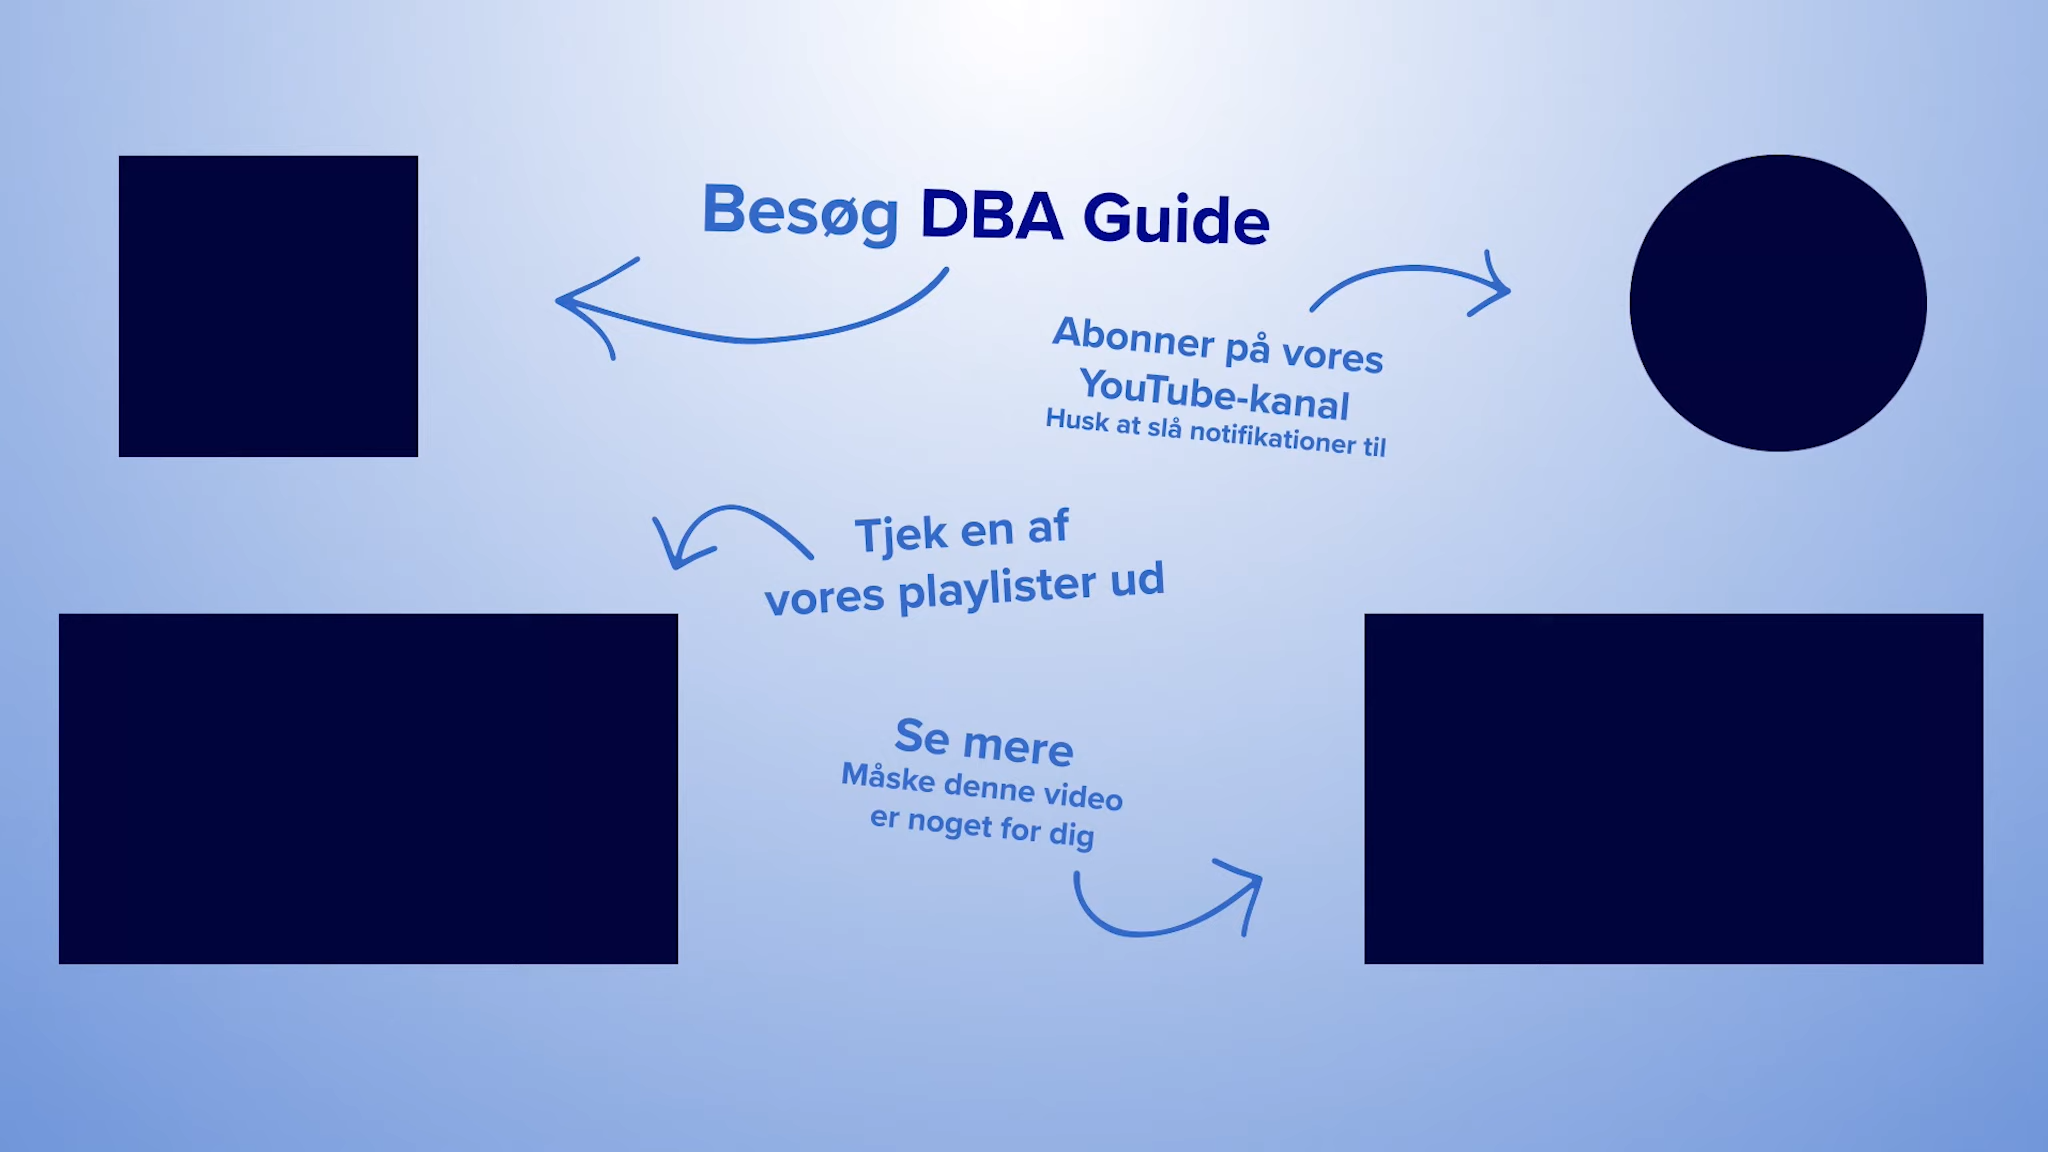 Besøg DBA Guide
Abonner på vores
YouTube-kanal
Husk at slå notifikationer til
Tjek en af
vores playlister ud
Se mere
Måske denne video
er noget for dig